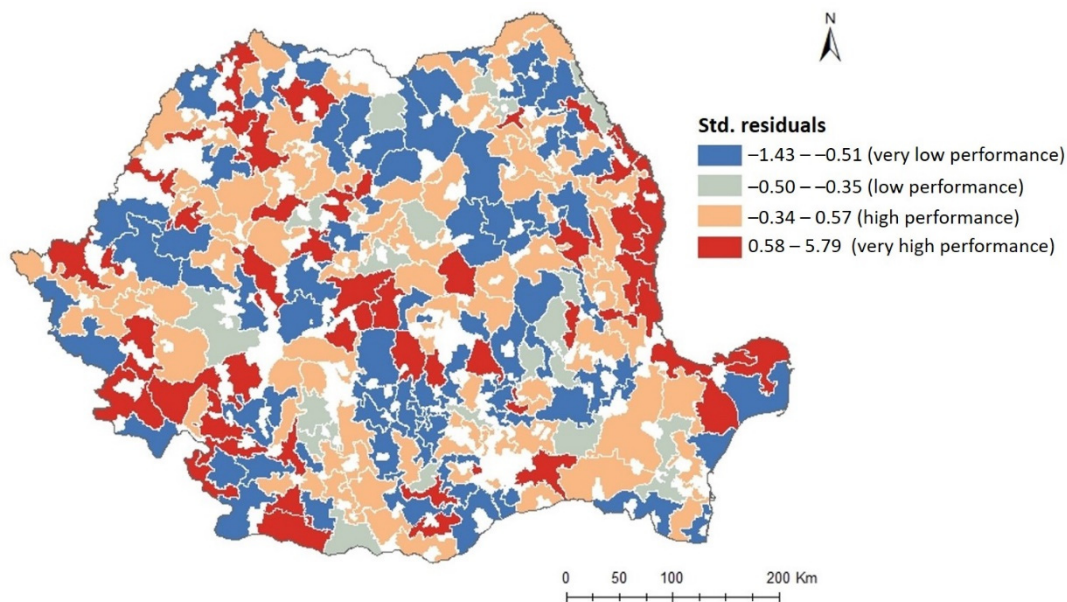 N
Std. residuals
–1.43 – –0.51 (very low performance)
–0.50 – –0.35 (low performance)
–0.34 – 0.57 (high performance)
0.58 – 5.79 (very high performance)
0 50 100 200 Km